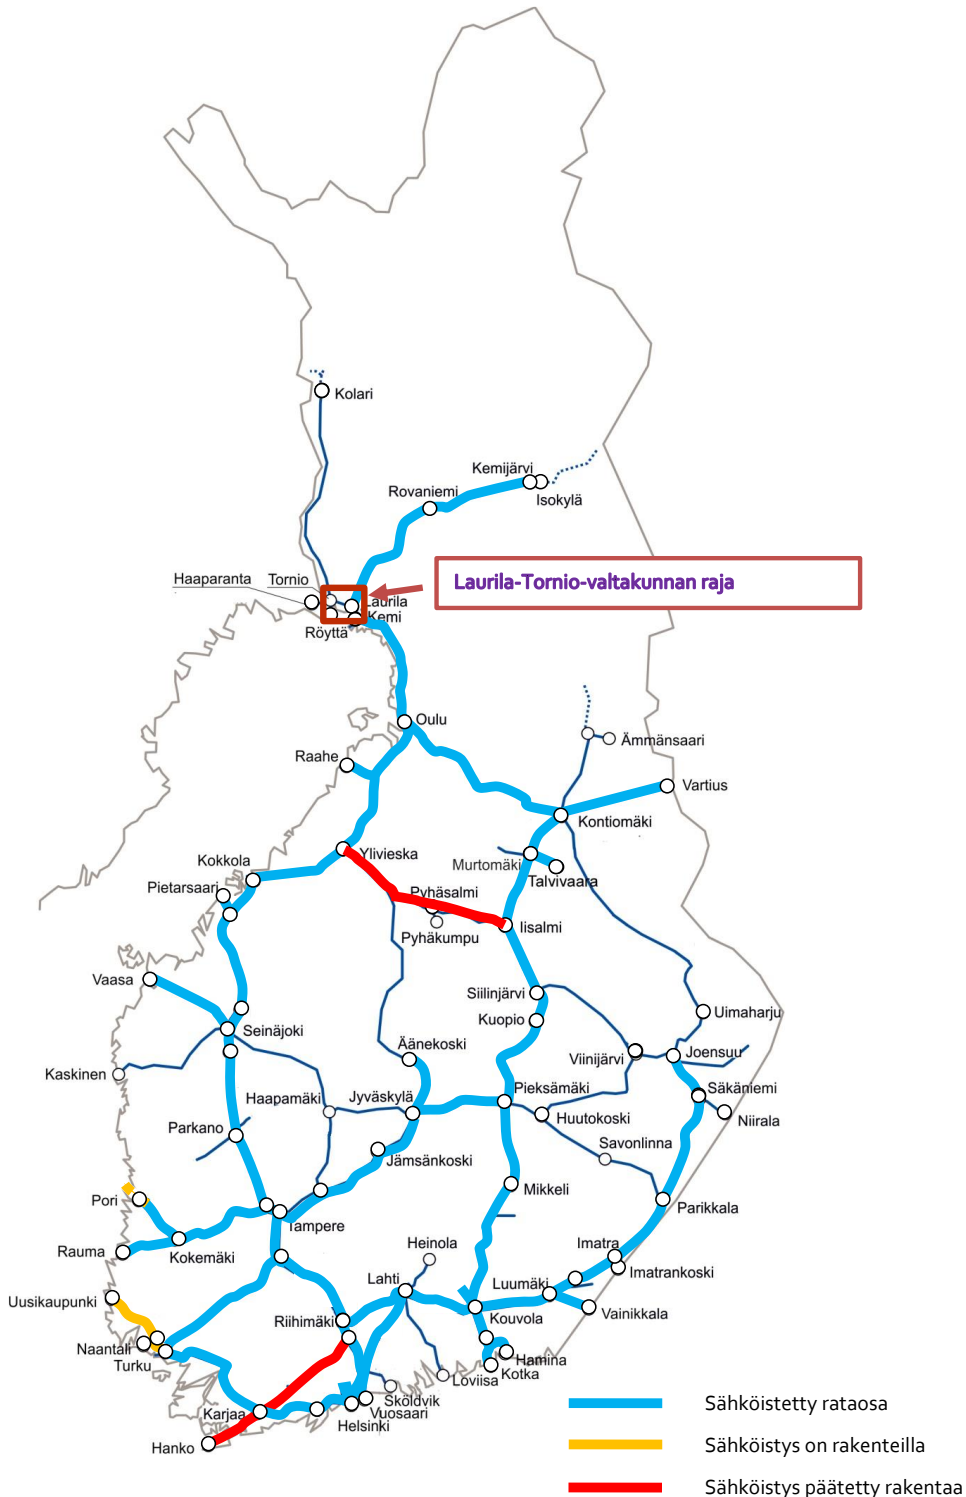 Kolari
Kemijärvi
Rovaniemi
Isokylä
Haaparanta
Tornio
Laurila-Tornio-valtakunnan raja
Laurila
Kemi
Röyttä
Oulu
Ämmänsaari
Raahe
Vartius
Kontiomäki
Ylivieska
Kokkola
Murtomäki
Talvivaara
Pietarsaari
Pyhäsalmi
Iisalmi
Pyhäkumpu
Vaasa
Siilinjärvi
Uimaharju
Kuopio
Seinäjoki
Äänekoski
Viinijärvi
Joensuu
Kaskinen
Pieksämäki
Säkäniemi
Haapamäki
Jyväskylä
Huutokoski
Niirala
Parkano
Savonlinna
Jämsänkoski
Mikkeli
Pori
Parikkala
Tampere
Rauma
Kokemäki
Heinola
Imatra
Imatrankoski
Lahti
Luumäki
Uusikaupunki
Vainikkala
Riihimäki
Kouvola
Naantali
Turku
Hamina
Kotka
Loviisa
Sköldvik
Karjaa
Vuosaari
Helsinki
Hanko
Sähköistetty rataosa
Sähköistys on rakenteilla
Sähköistys päätetty rakentaa